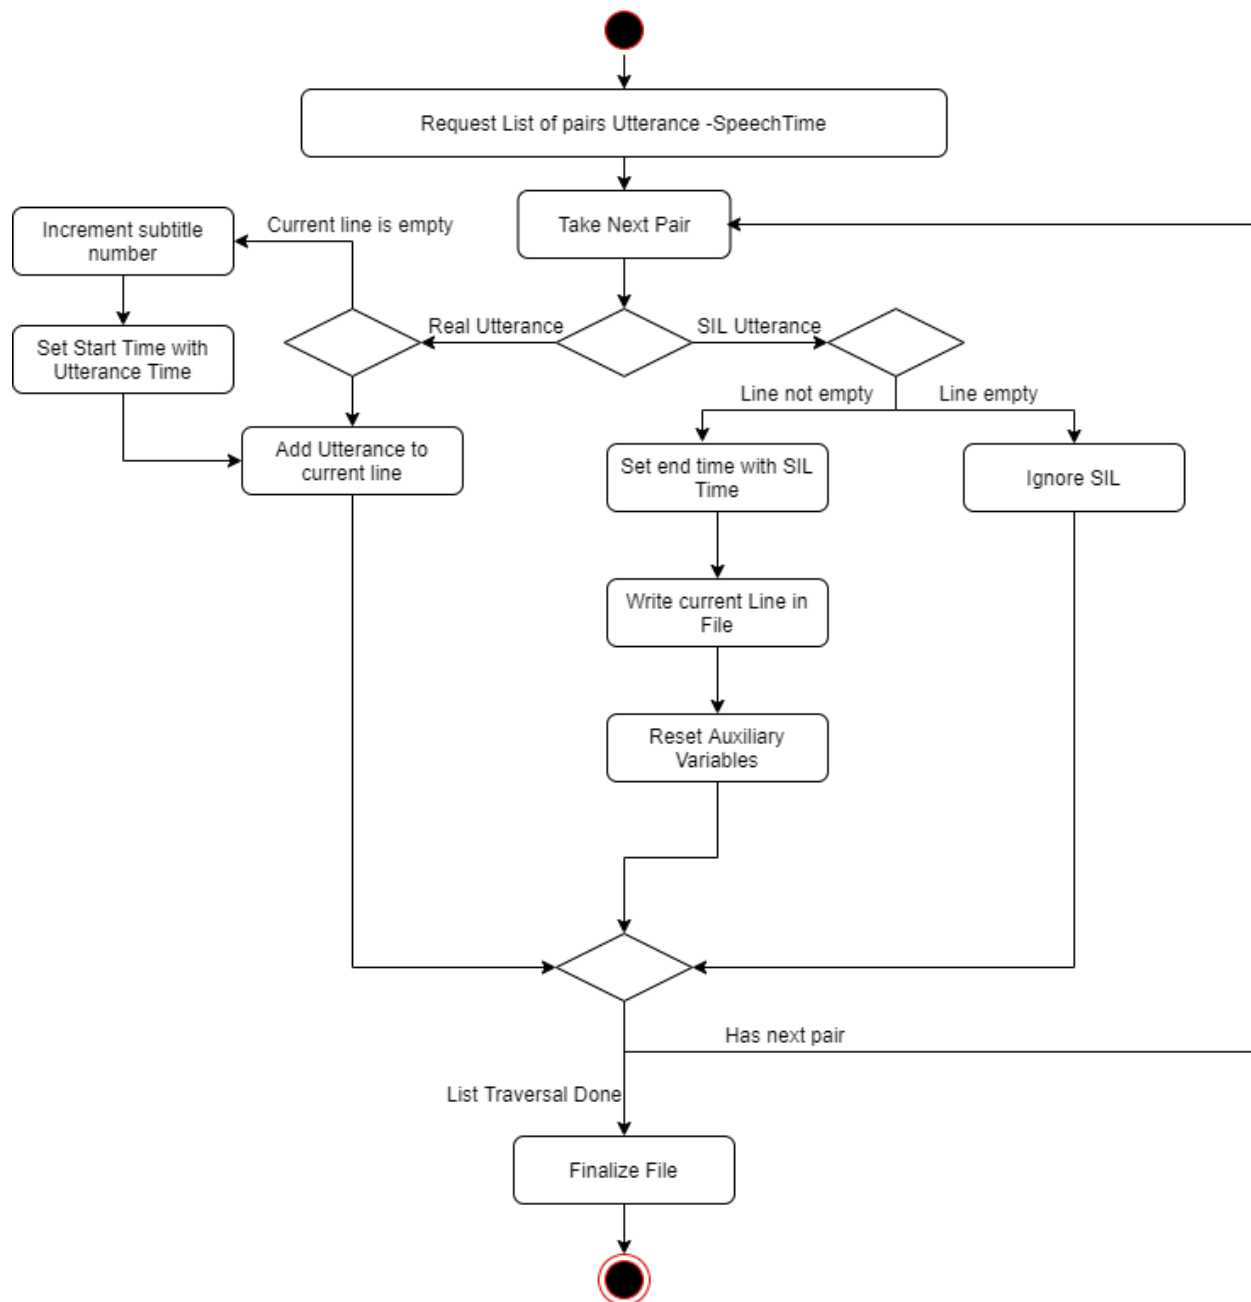 Request List of pairs Utterance -SpeechTime
Take Next Pair
Increment subtitle
number
Current line is empty
Set Start Time with
Utterance Time
Real Utterance
SIL Utterance
Line not empty
Line empty
Add Utterance to
current line
Set end time with SIL
Time
Ignore SIL
Write current Line in
File
Reset Auxiliary
Variables
Has next pair
List Traversal Done
Finalize File